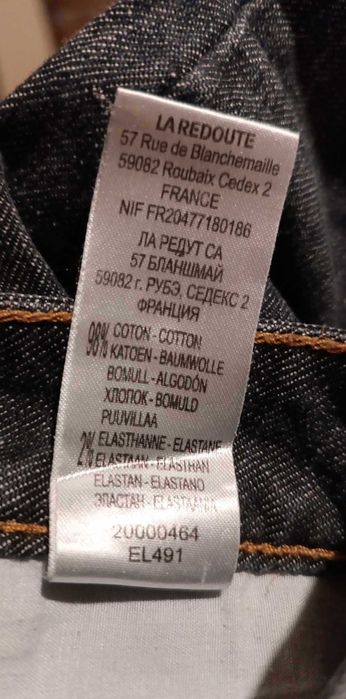 LA REDOUTE
57 Rue de Blanchemaille
59082 Roubaix Cedex 2
FRANCE
NIF FR20477180186
ЛА РЕДУТ СА
57 БЛАНШМАЙ
59082 г. РУБЭ, СЕДЕКС 2
ФРАНЦИЯ
98% COTON - COTTON
KATOEN - BAUMWOLLE
BOMULL - ALGODÓN
ХЛОПОК - BOMULD
PUUVILLAA
2% ELASTHANNE - ELASTANE
ELASTAAN - ELASTHAN
ELASTAN - ELASTANO
ЭЛАСТАН - ELASTAANIA
20000464
EL491